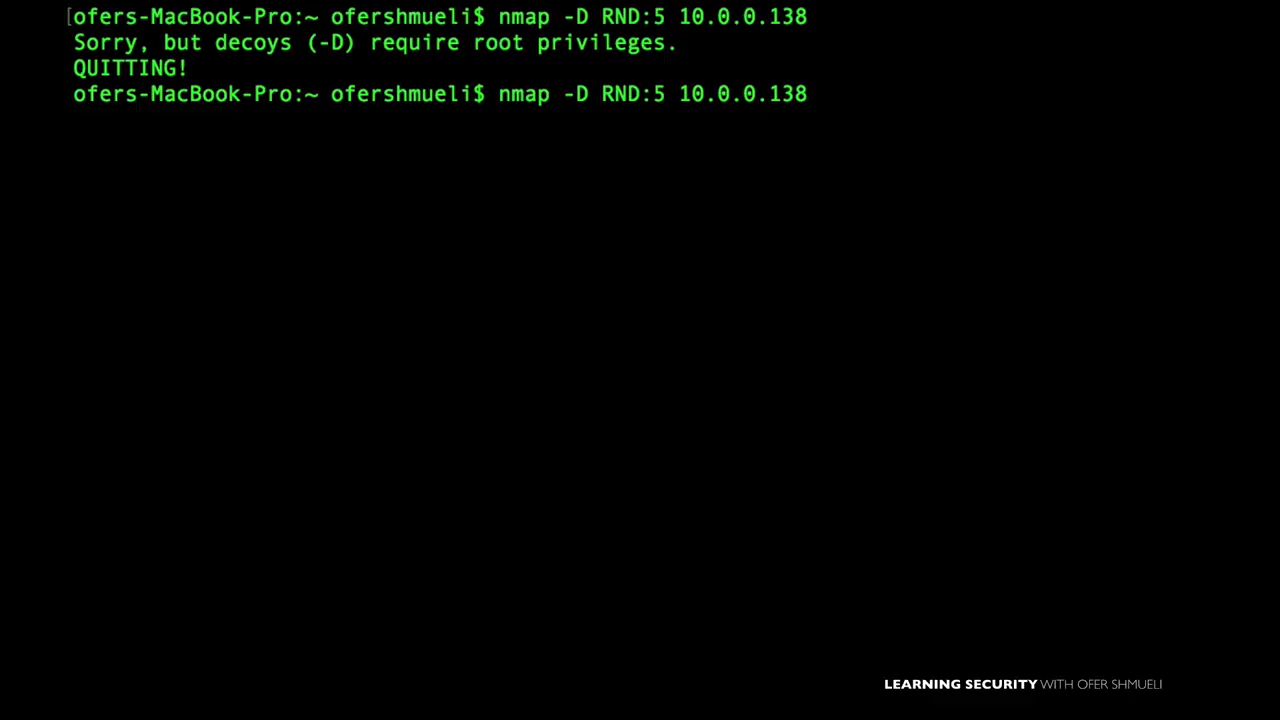 [ofers-MacBook-Pro:~ ofershmueli$ nmap -D RND:5 10.0.0.138
Sorry, but decoys (-D) require root privileges.
QUITTING!
ofers-MacBook-Pro:~ ofershmueli$ nmap -D RND:5 10.0.0.138
LEARNING SECURITY WITH OFER SHMUELI